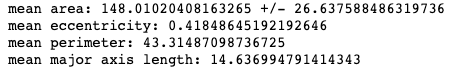 mean area: 148.01020408163265 +/- 26.637588486319736
mean eccentricity: 0.41848645192192646
mean perimeter: 43.31487098736725
mean major axis length: 14.636994791414343